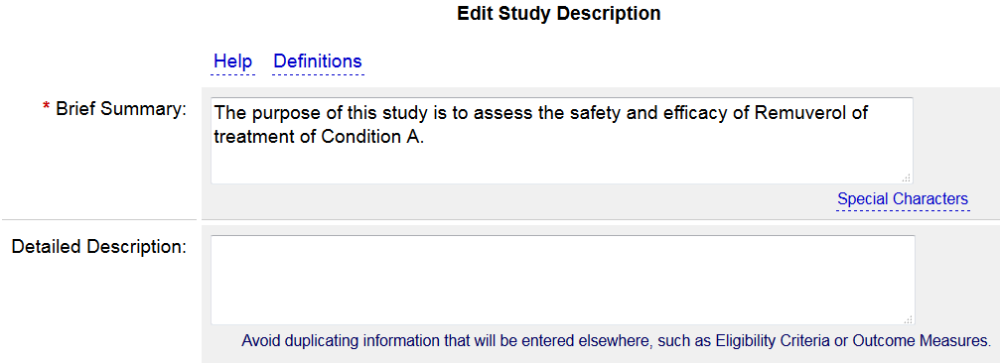 Edit Study Description
Help Definitions
* Brief Summary:
The purpose of this study is to assess the safety and efficacy of Remuverol of
treatment of Condition A.
Special Characters
Detailed Description:
Avoid duplicating information that will be entered elsewhere, such as Eligibility Criteria or Outcome Measures.